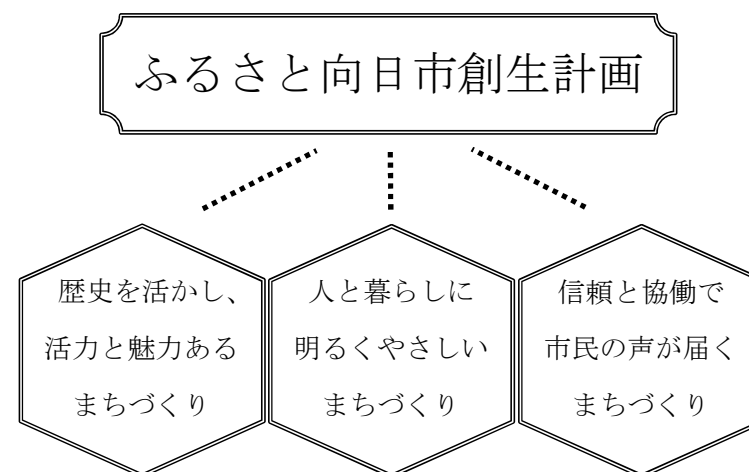 ふるさと向日市創生計画
歴史を活かし、
活力と魅力ある
まちづくり
人と暮らしに
明るくやさしい
まちづくり
信頼と協働で
市民の声が届く
まちづくり